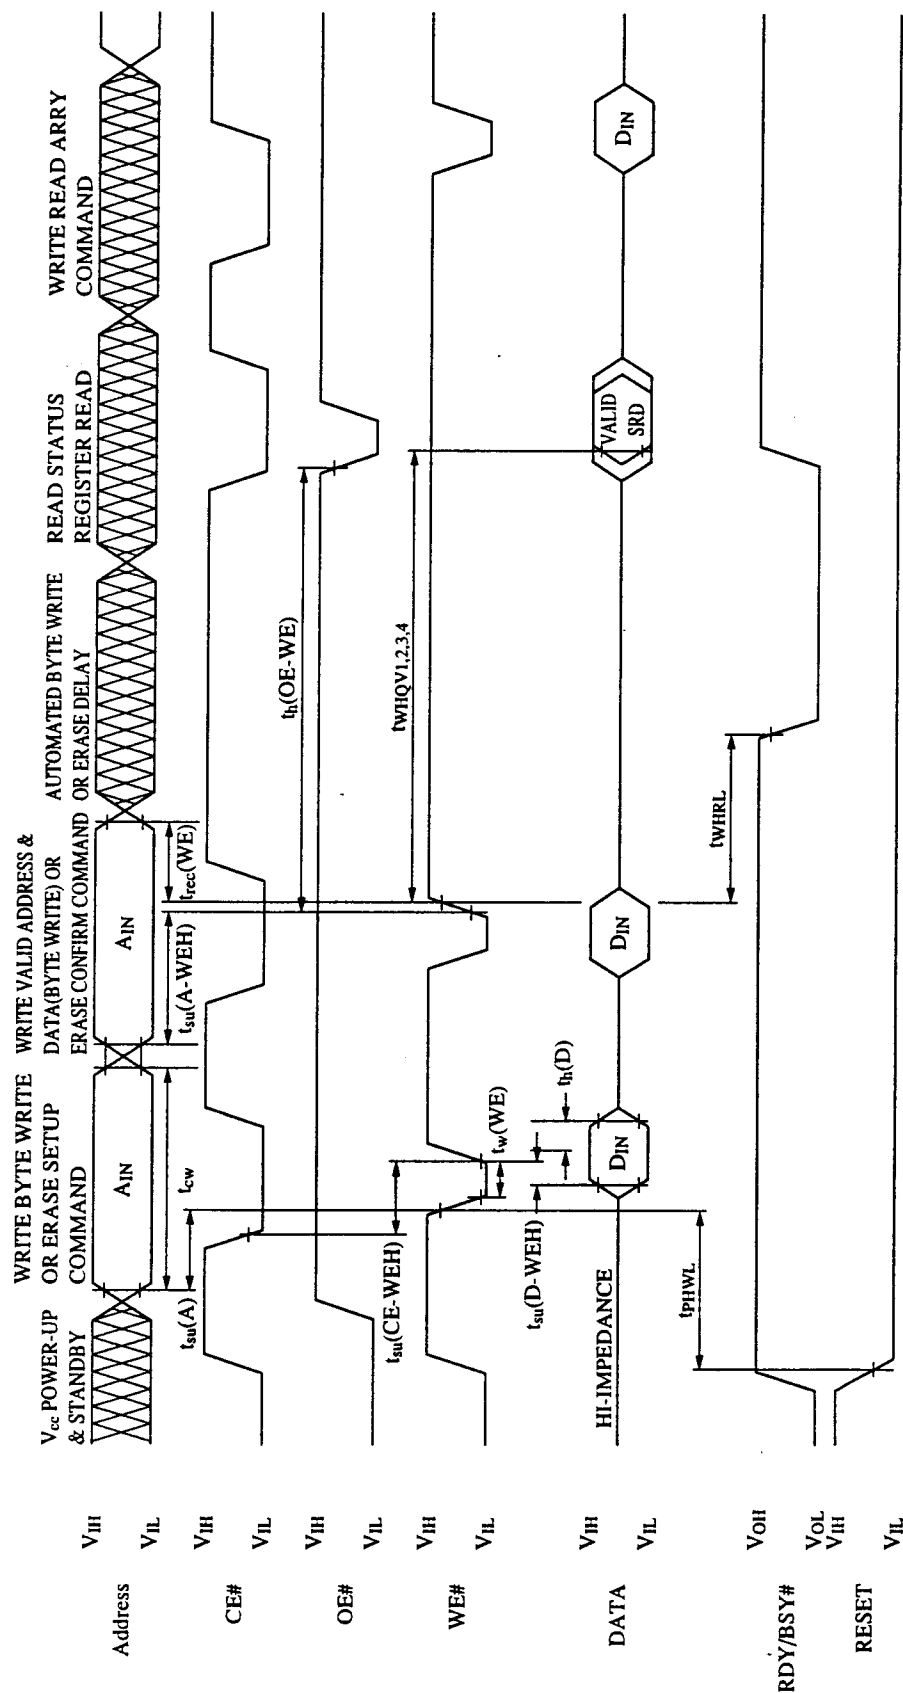 Vcc POWER-UP
& STANDBY
WRITE BYTE WRITE
OR ERASE SETUP
COMMAND
WRITE VALID ADDRESS &
DATA(BYTE WRITE) OR
ERASE CONFIRM COMMAND
AUTOMATED BYTE WRITE
OR ERASE DELAY
READ STATUS
REGISTER READ
WRITE READ ARRY
COMMAND
Address
VIH
VIL
AIN
AIN
tcw
tsu(A)
tsu(A-WEH)
trec(WE)
CE#
VIH
VIL
OE#
VIH
VIL
th(OE-WE)
tsu(CE-WEH)
WE#
VIH
VIL
tWHQV1,2,3,4
tw(WE)
tsu(D-WEH)
th(D)
DATA
VIH
VIL
HI-IMPEDANCE
DIN
DIN
VALID
SRD
DIN
tPHWL
tWHRL
RDY/BSY#
VOH
VOL
RESET
VIH
VIL